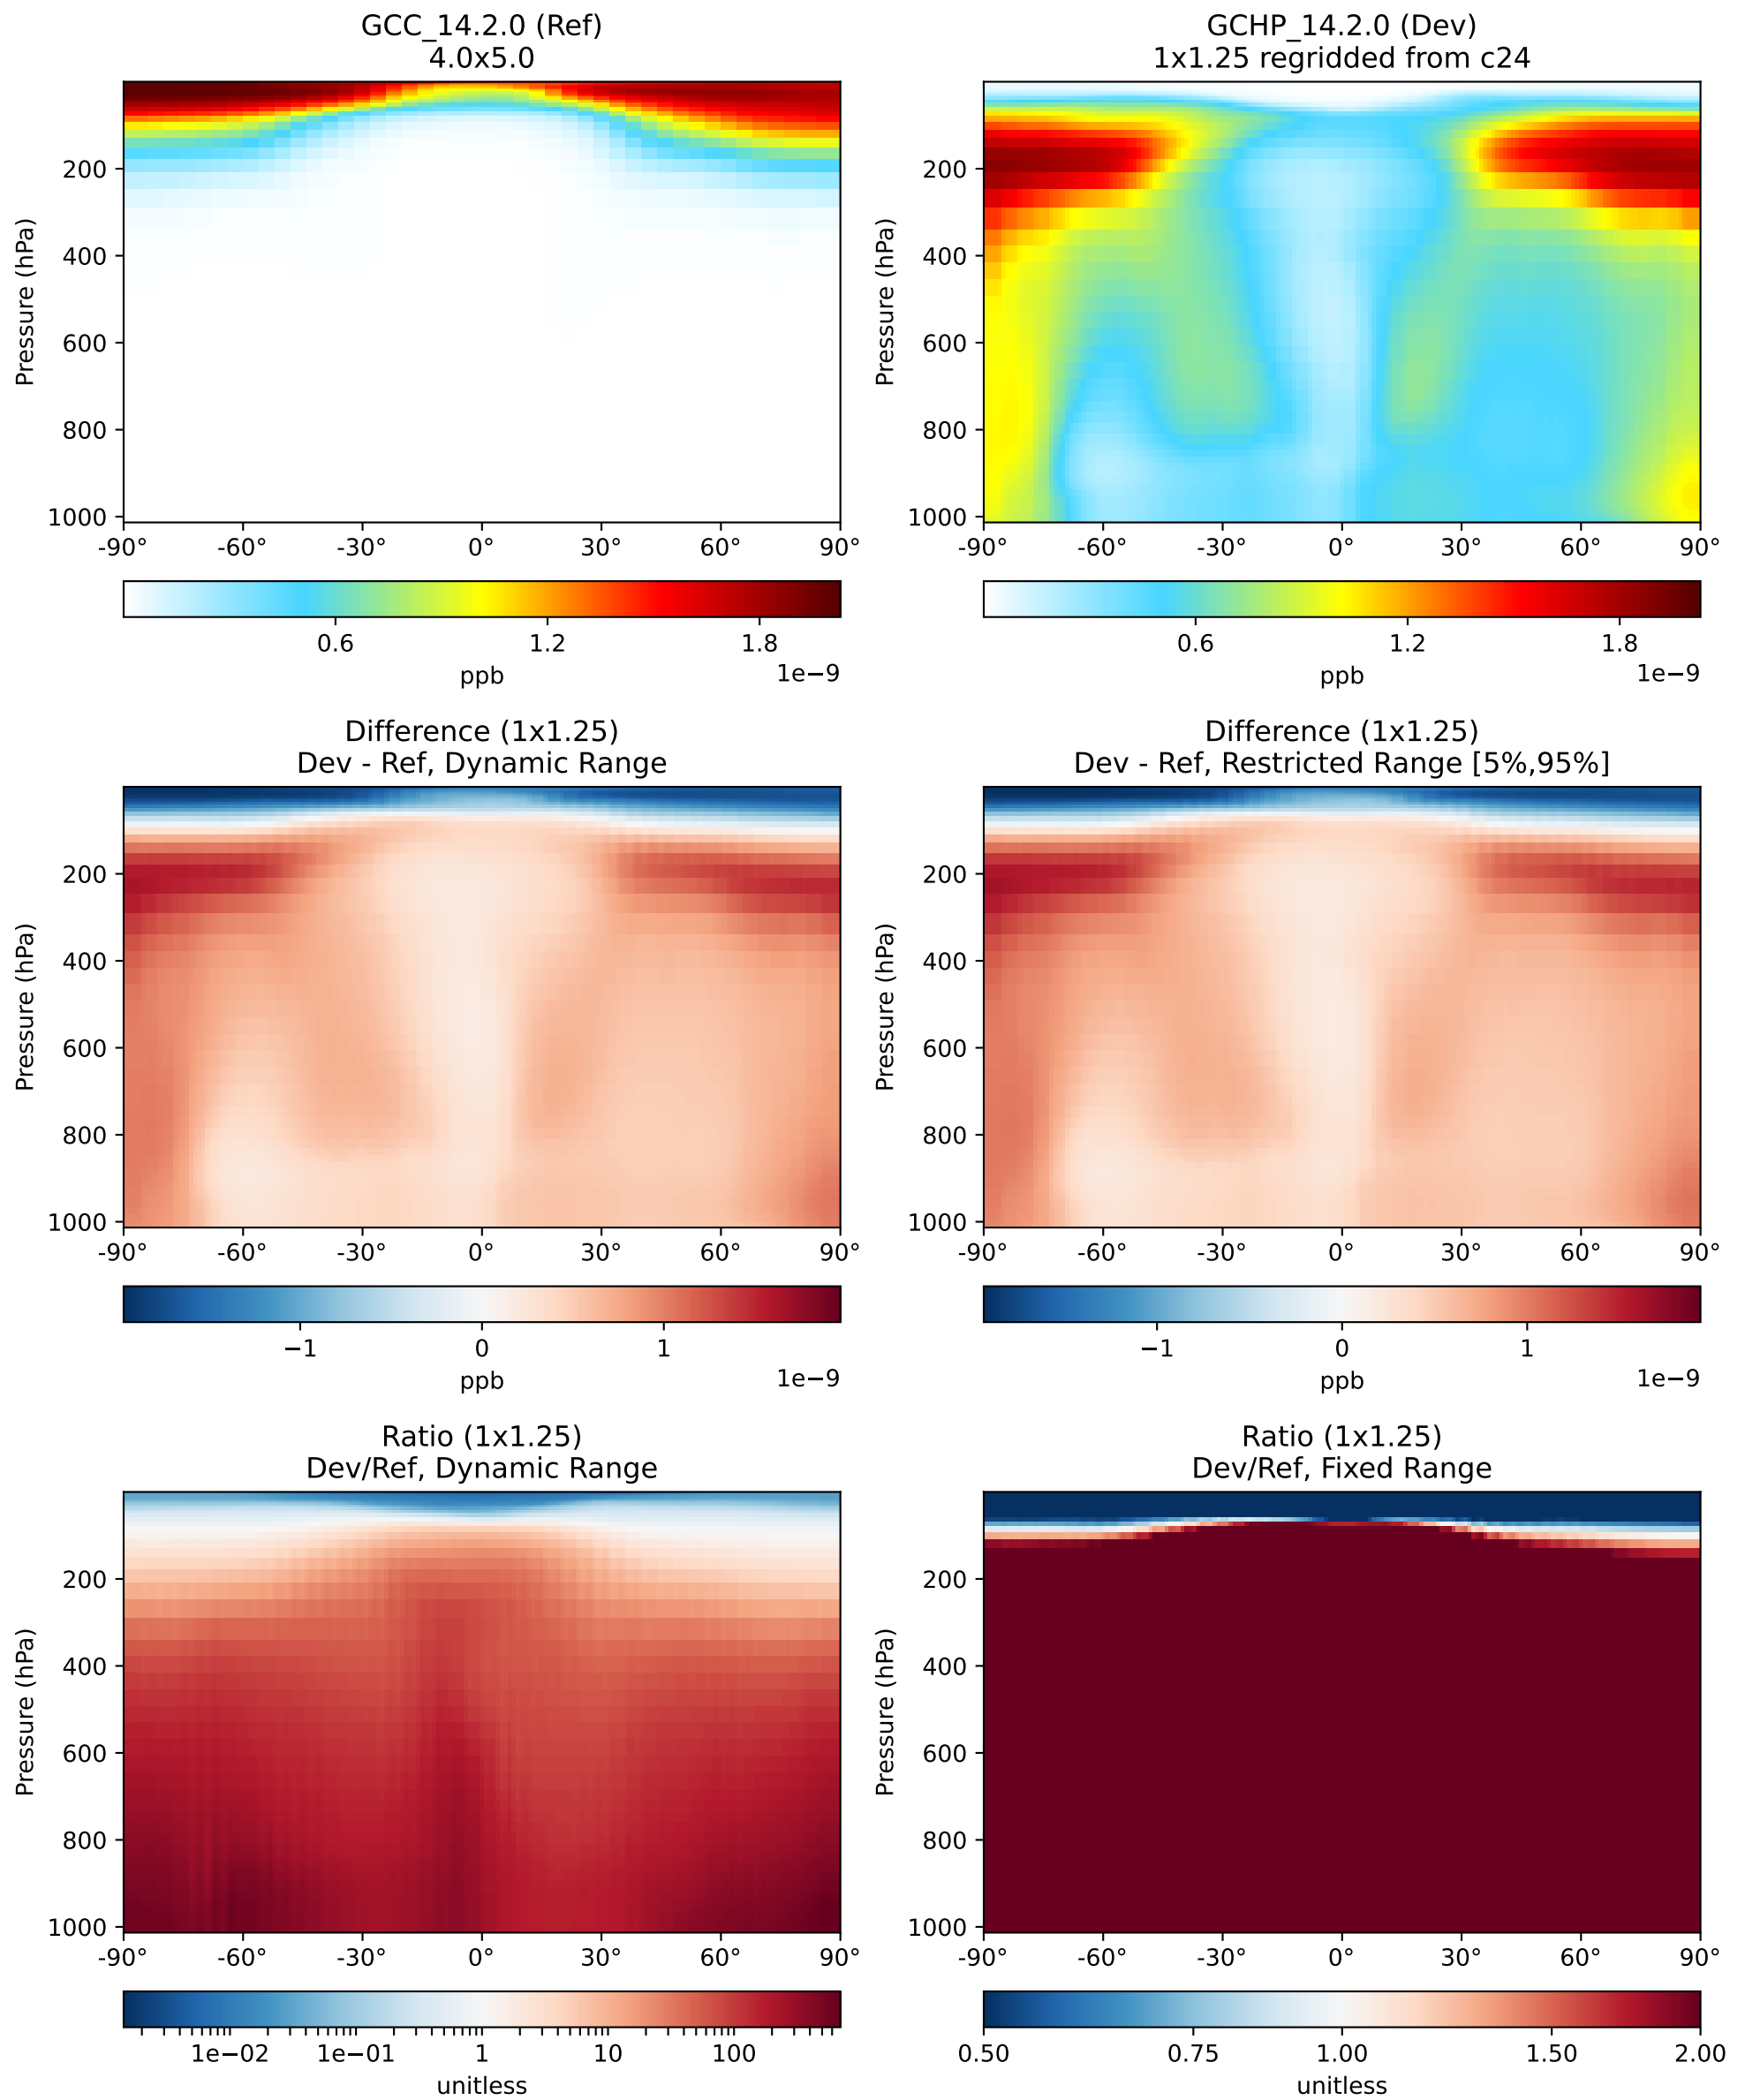 GCC_14.2.0 (Ref)
4.0x5.0
Pressure (hPa)
200
400
600
800
1000
-90° -60° -30° 0° 30° 60° 90°
0.6 1.2 1.8
ppb
1e−9
GCHP_14.2.0 (Dev)
1x1.25 regridded from c24
Pressure (hPa)
200
400
600
800
1000
-90° -60° -30° 0° 30° 60° 90°
0.6 1.2 1.8
ppb
1e−9
Difference (1x1.25)
Dev - Ref, Dynamic Range
Pressure (hPa)
200
400
600
800
1000
-90° -60° -30° 0° 30° 60° 90°
−1 0 1
ppb
1e−9
Difference (1x1.25)
Dev - Ref, Restricted Range [5%,95%]
Pressure (hPa)
200
400
600
800
1000
-90° -60° -30° 0° 30° 60° 90°
−1 0 1
ppb
1e−9
Ratio (1x1.25)
Dev/Ref, Dynamic Range
Pressure (hPa)
200
400
600
800
1000
-90° -60° -30° 0° 30° 60° 90°
1e−02 1e−01 1 10 100
unitless
Ratio (1x1.25)
Dev/Ref, Fixed Range
Pressure (hPa)
200
400
600
800
1000
-90° -60° -30° 0° 30° 60° 90°
0.50 0.75 1.00 1.50 2.00
unitless